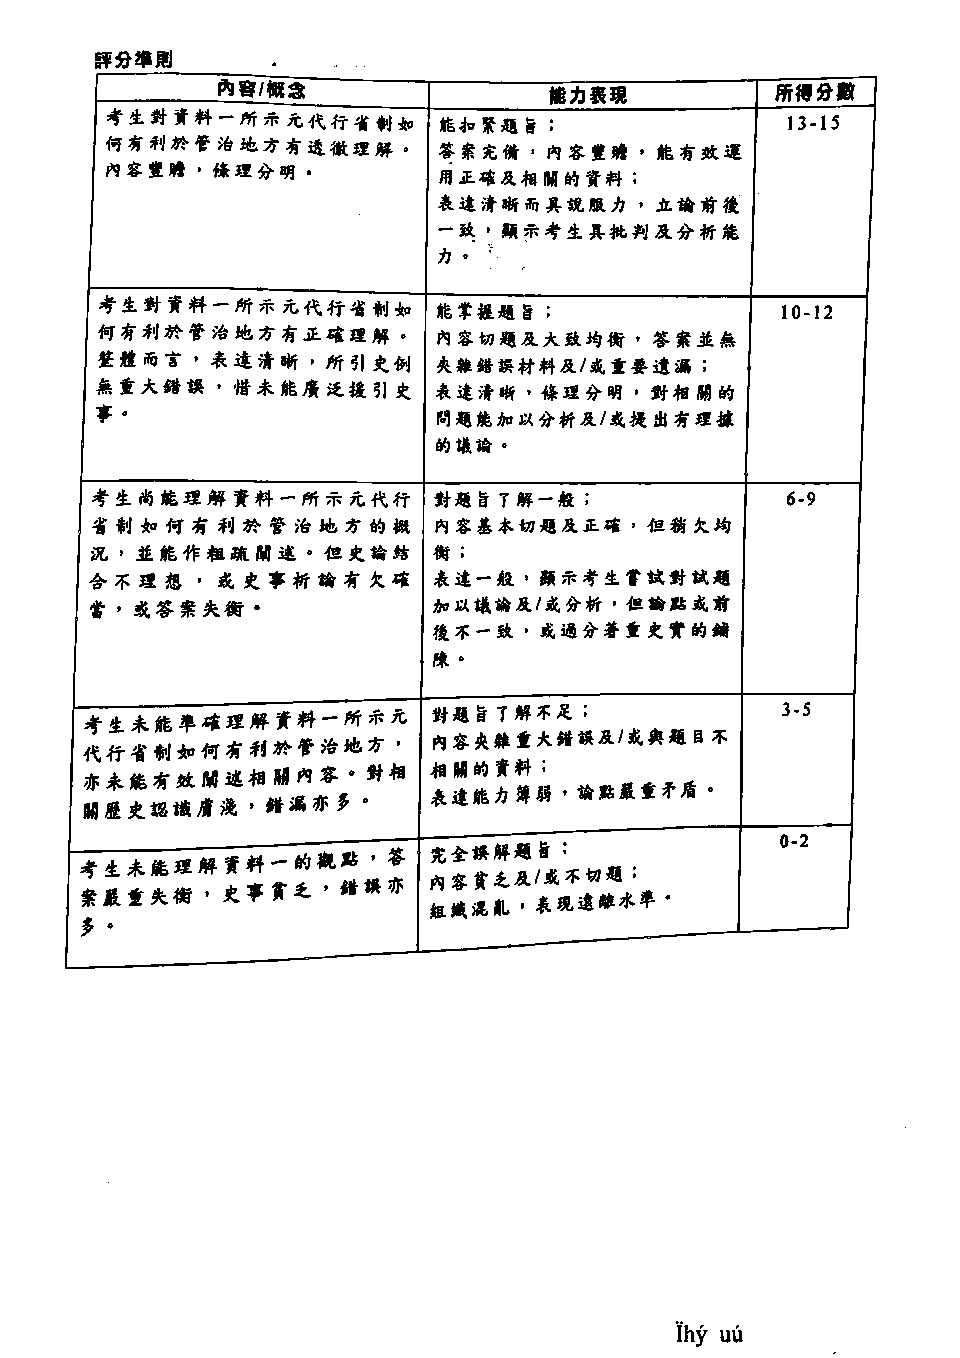 評分準則
內容/概念
能力表現
所得分數
考生對資料一所示元代行省制如
何有利於管治地方有透徹理解。
內容豐贍，條理分明。
能扣緊題旨；
答案完備，內容豐贍，能有效運
用正確及相關的資料；
表達清晰而具說服力，立論前後
一致，顯示考生具批判及分析能
力。
13-15
考生對資料一所示元代行省制如
何有利於管治地方有正確理解。
整體而言，表達清晰，所引史例
無重大錯誤，惜未能廣泛援引史
事。
能掌握題旨；
內容切題及大致均衡，答案並無
夾雜錯誤材料及/或重要遺漏；
表達清晰，條理分明，對相關的
問題能加以分析及/或提出有理據
的議論。
10-12
考生尚能理解資料一所示元代行
省制如何有利於管治地方的概
況，並能作粗疏闡述。但史論結
合不理想，或史事析論有欠確
當，或答案失衡。
對題旨了解一般；
內容基本切題及正確，但稍欠均
衡；
表達一般，顯示考生嘗試對試題
加以議論及/或分析，但論點或前
後不一致，或過分著重史實的鋪
陳。
6-9
考生未能準確理解資料一所示元
代行省制如何有利於管治地方，
亦未能有效闡述相關內容。對相
關歷史認識膚淺，錯漏亦多。
對題旨了解不足；
內容夾雜重大錯誤及/或與題目不
相關的資料；
表達能力薄弱，論點嚴重矛盾。
3-5
考生未能理解資料一的觀點，答
案嚴重失衡，史事貧乏，錯誤亦
多。
完全誤解題旨；
內容貧乏及/或不切題；
組織混亂，表現遠離水準。
0-2
Ïhý uú